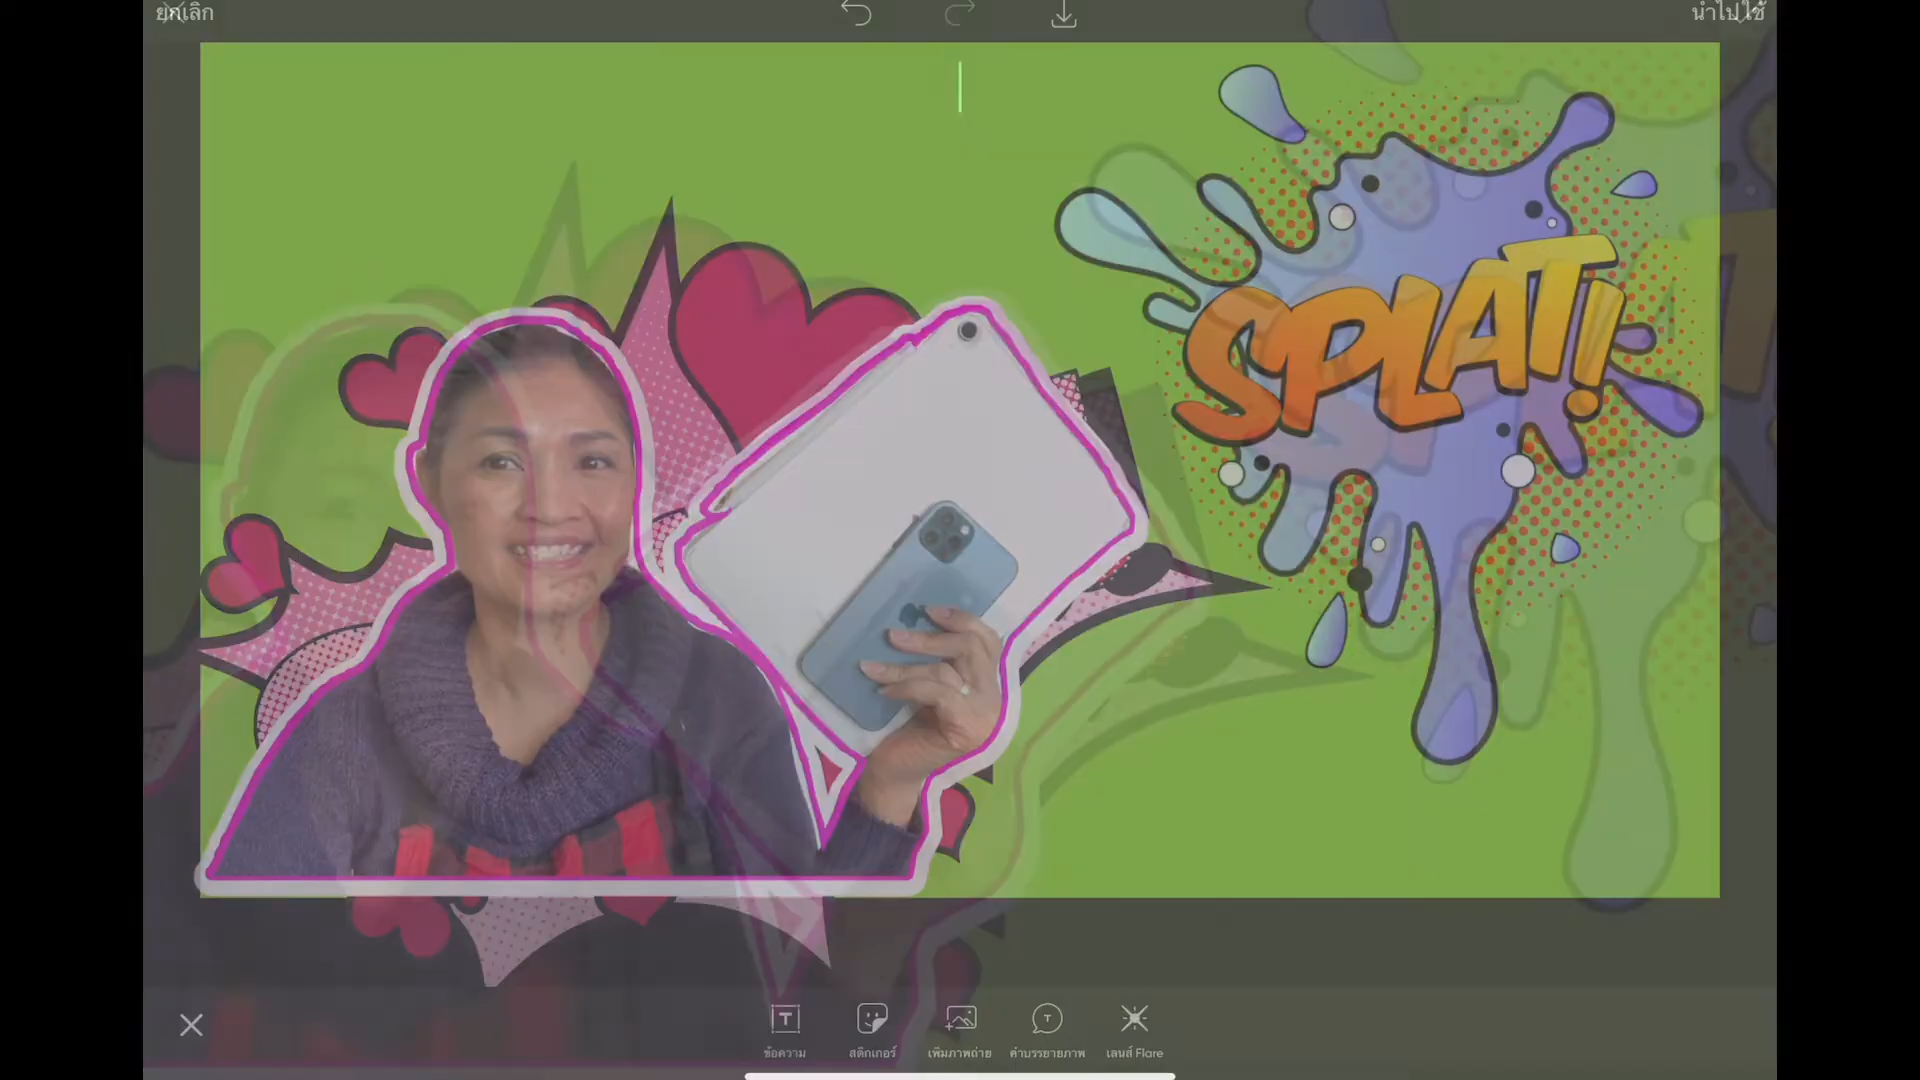 ยกเลิก
นำไปใช้
SPLAT!
ข้อความ
สติกเกอร์
เพิ่มภาพถ่าย
คำบรรยายภาพ
เลนส์ Flare